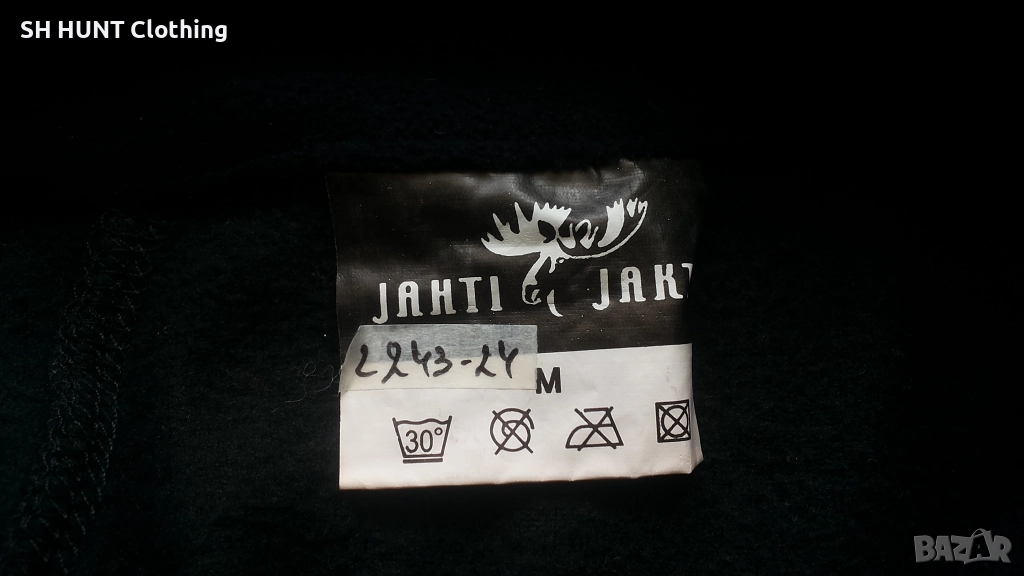 SH HUNT Clothing
JAHTI JAKT
2243-24
M
30°
BAZAR